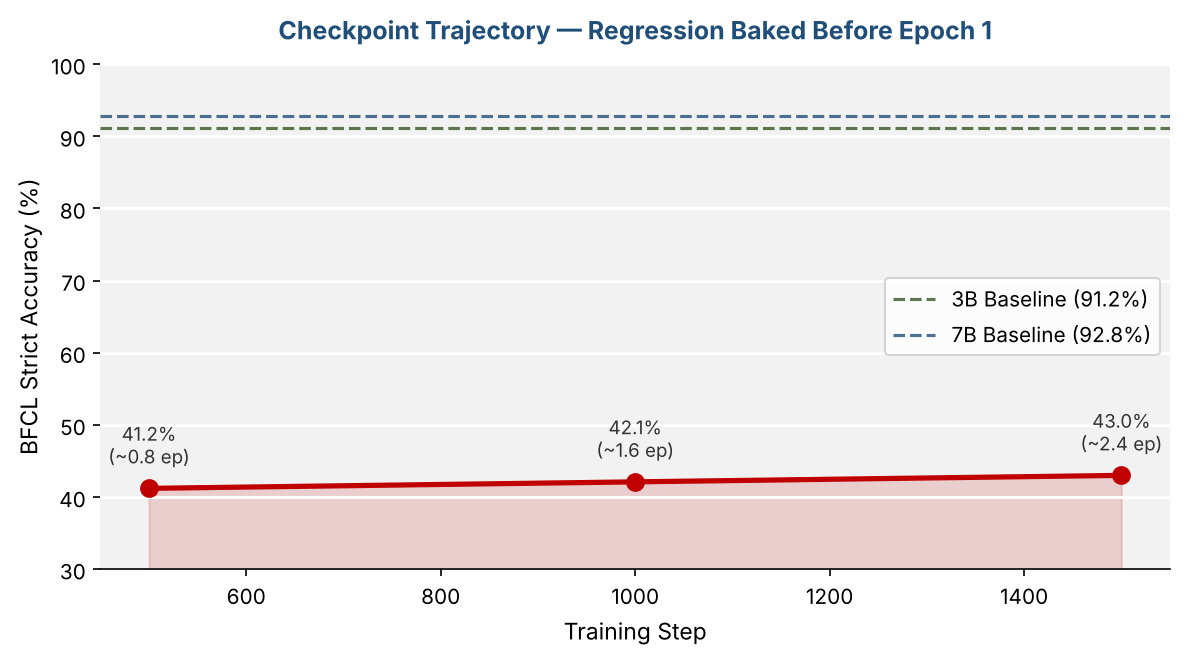 Checkpoint Trajectory — Regression Baked Before Epoch 1
BFCL Strict Accuracy (%)
100
90
80
70
60
50
40
30
3B Baseline (91.2%)
7B Baseline (92.8%)
41.2%
(~0.8 ep)
42.1%
(~1.6 ep)
43.0%
(~2.4 ep)
600
800
1000
1200
1400
Training Step